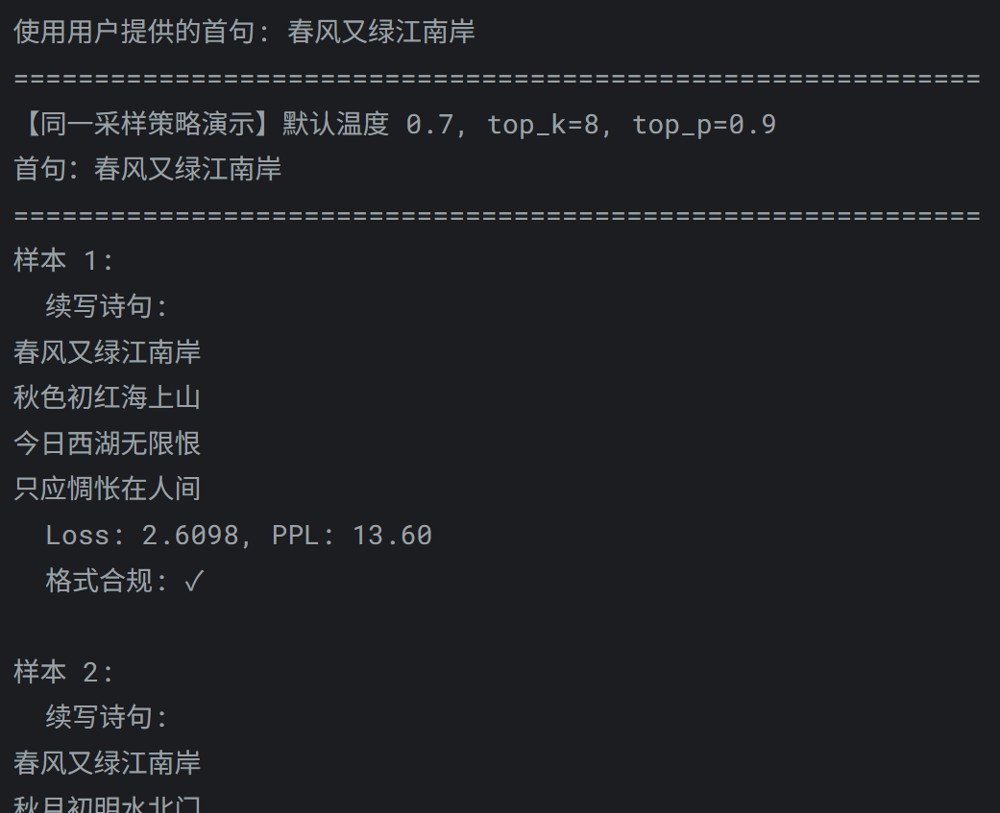 使用用户提供的首句: 春风又绿江南岸
============================================================
【同一采样策略演示】默认温度 0.7, top_k=8, top_p=0.9
首句: 春风又绿江南岸
============================================================
样本 1:
续写诗句:
春风又绿江南岸
秋色初红海上山
今日西湖无限恨
只应惆怅在人间
Loss: 2.6098, PPL: 13.60
格式合规: ✓
样本 2:
续写诗句:
春风又绿江南岸
秋月初明水北门